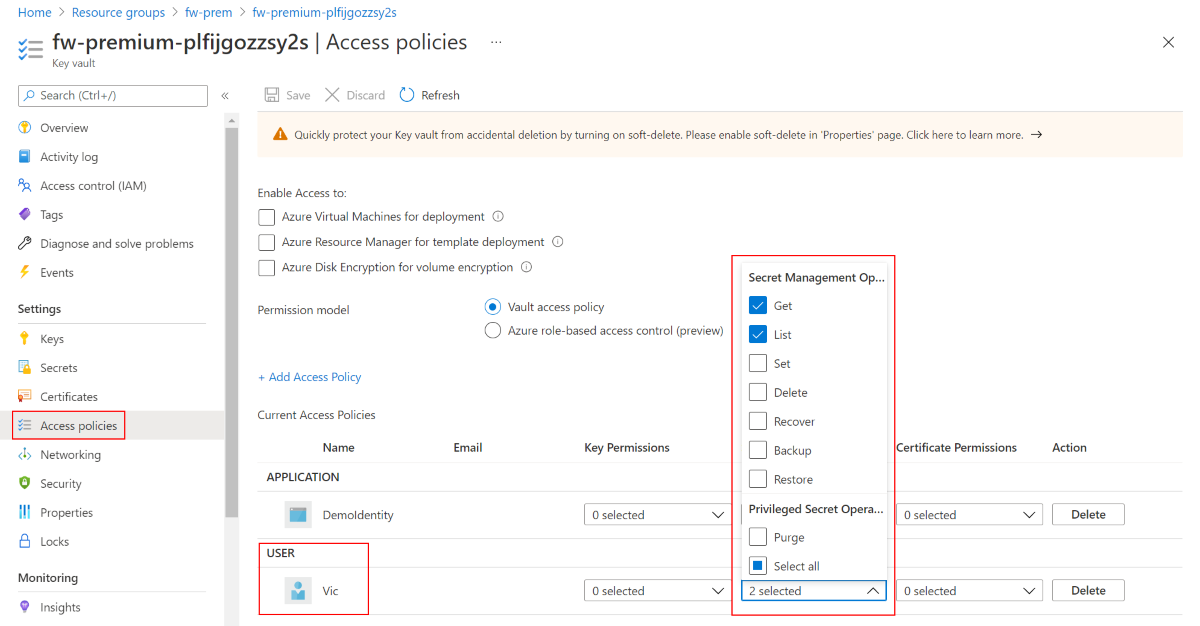 Home > Resource groups > fw-prem > fw-premium-plfijgozzsy2s
fw-premium-plfijgozzsy2s | Access policies ...
Key vault
Search (Ctrl+/) «
Overview
Activity log
Access control (IAM)
Tags
Diagnose and solve problems
Events
Settings
Keys
Secrets
Certificates
Access policies
Networking
Security
Properties
Locks
Monitoring
Insights
Save Discard Refresh
Quickly protect your Key vault from accidental deletion by turning on soft-delete. Please enable soft-delete in 'Properties' page. Click here to learn more. →
Enable Access to:
Azure Virtual Machines for deployment
Azure Resource Manager for template deployment
Azure Disk Encryption for volume encryption
Permission model
Vault access policy
Azure role-based access control (preview)
+ Add Access Policy
Current Access Policies
Name Email Key Permissions Certificate Permissions Action
APPLICATION
DemoIdentity 0 selected 0 selected Delete
USER
Vic 0 selected 2 selected 0 selected Delete
Secret Management Op...
Get
List
Set
Delete
Recover
Backup
Restore
Privileged Secret Opera...
Purge
Select all